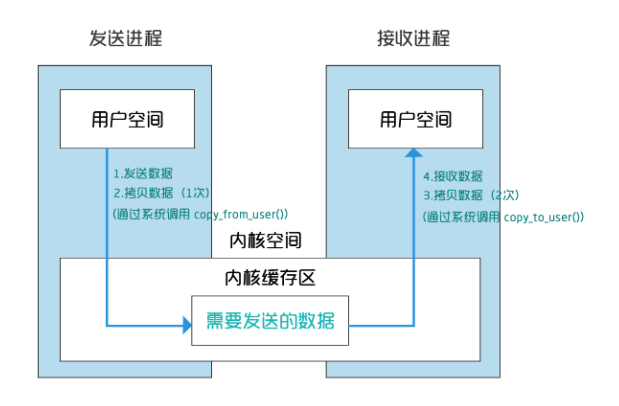 发送进程
接收进程
用户空间
用户空间
1.发送数据
2.拷贝数据（1次）
(通过系统调用 copy_from_user())
4.接收数据
3.拷贝数据（2次）
(通过系统调用 copy_to_user())
内核空间
内核缓存区
需要发送的数据